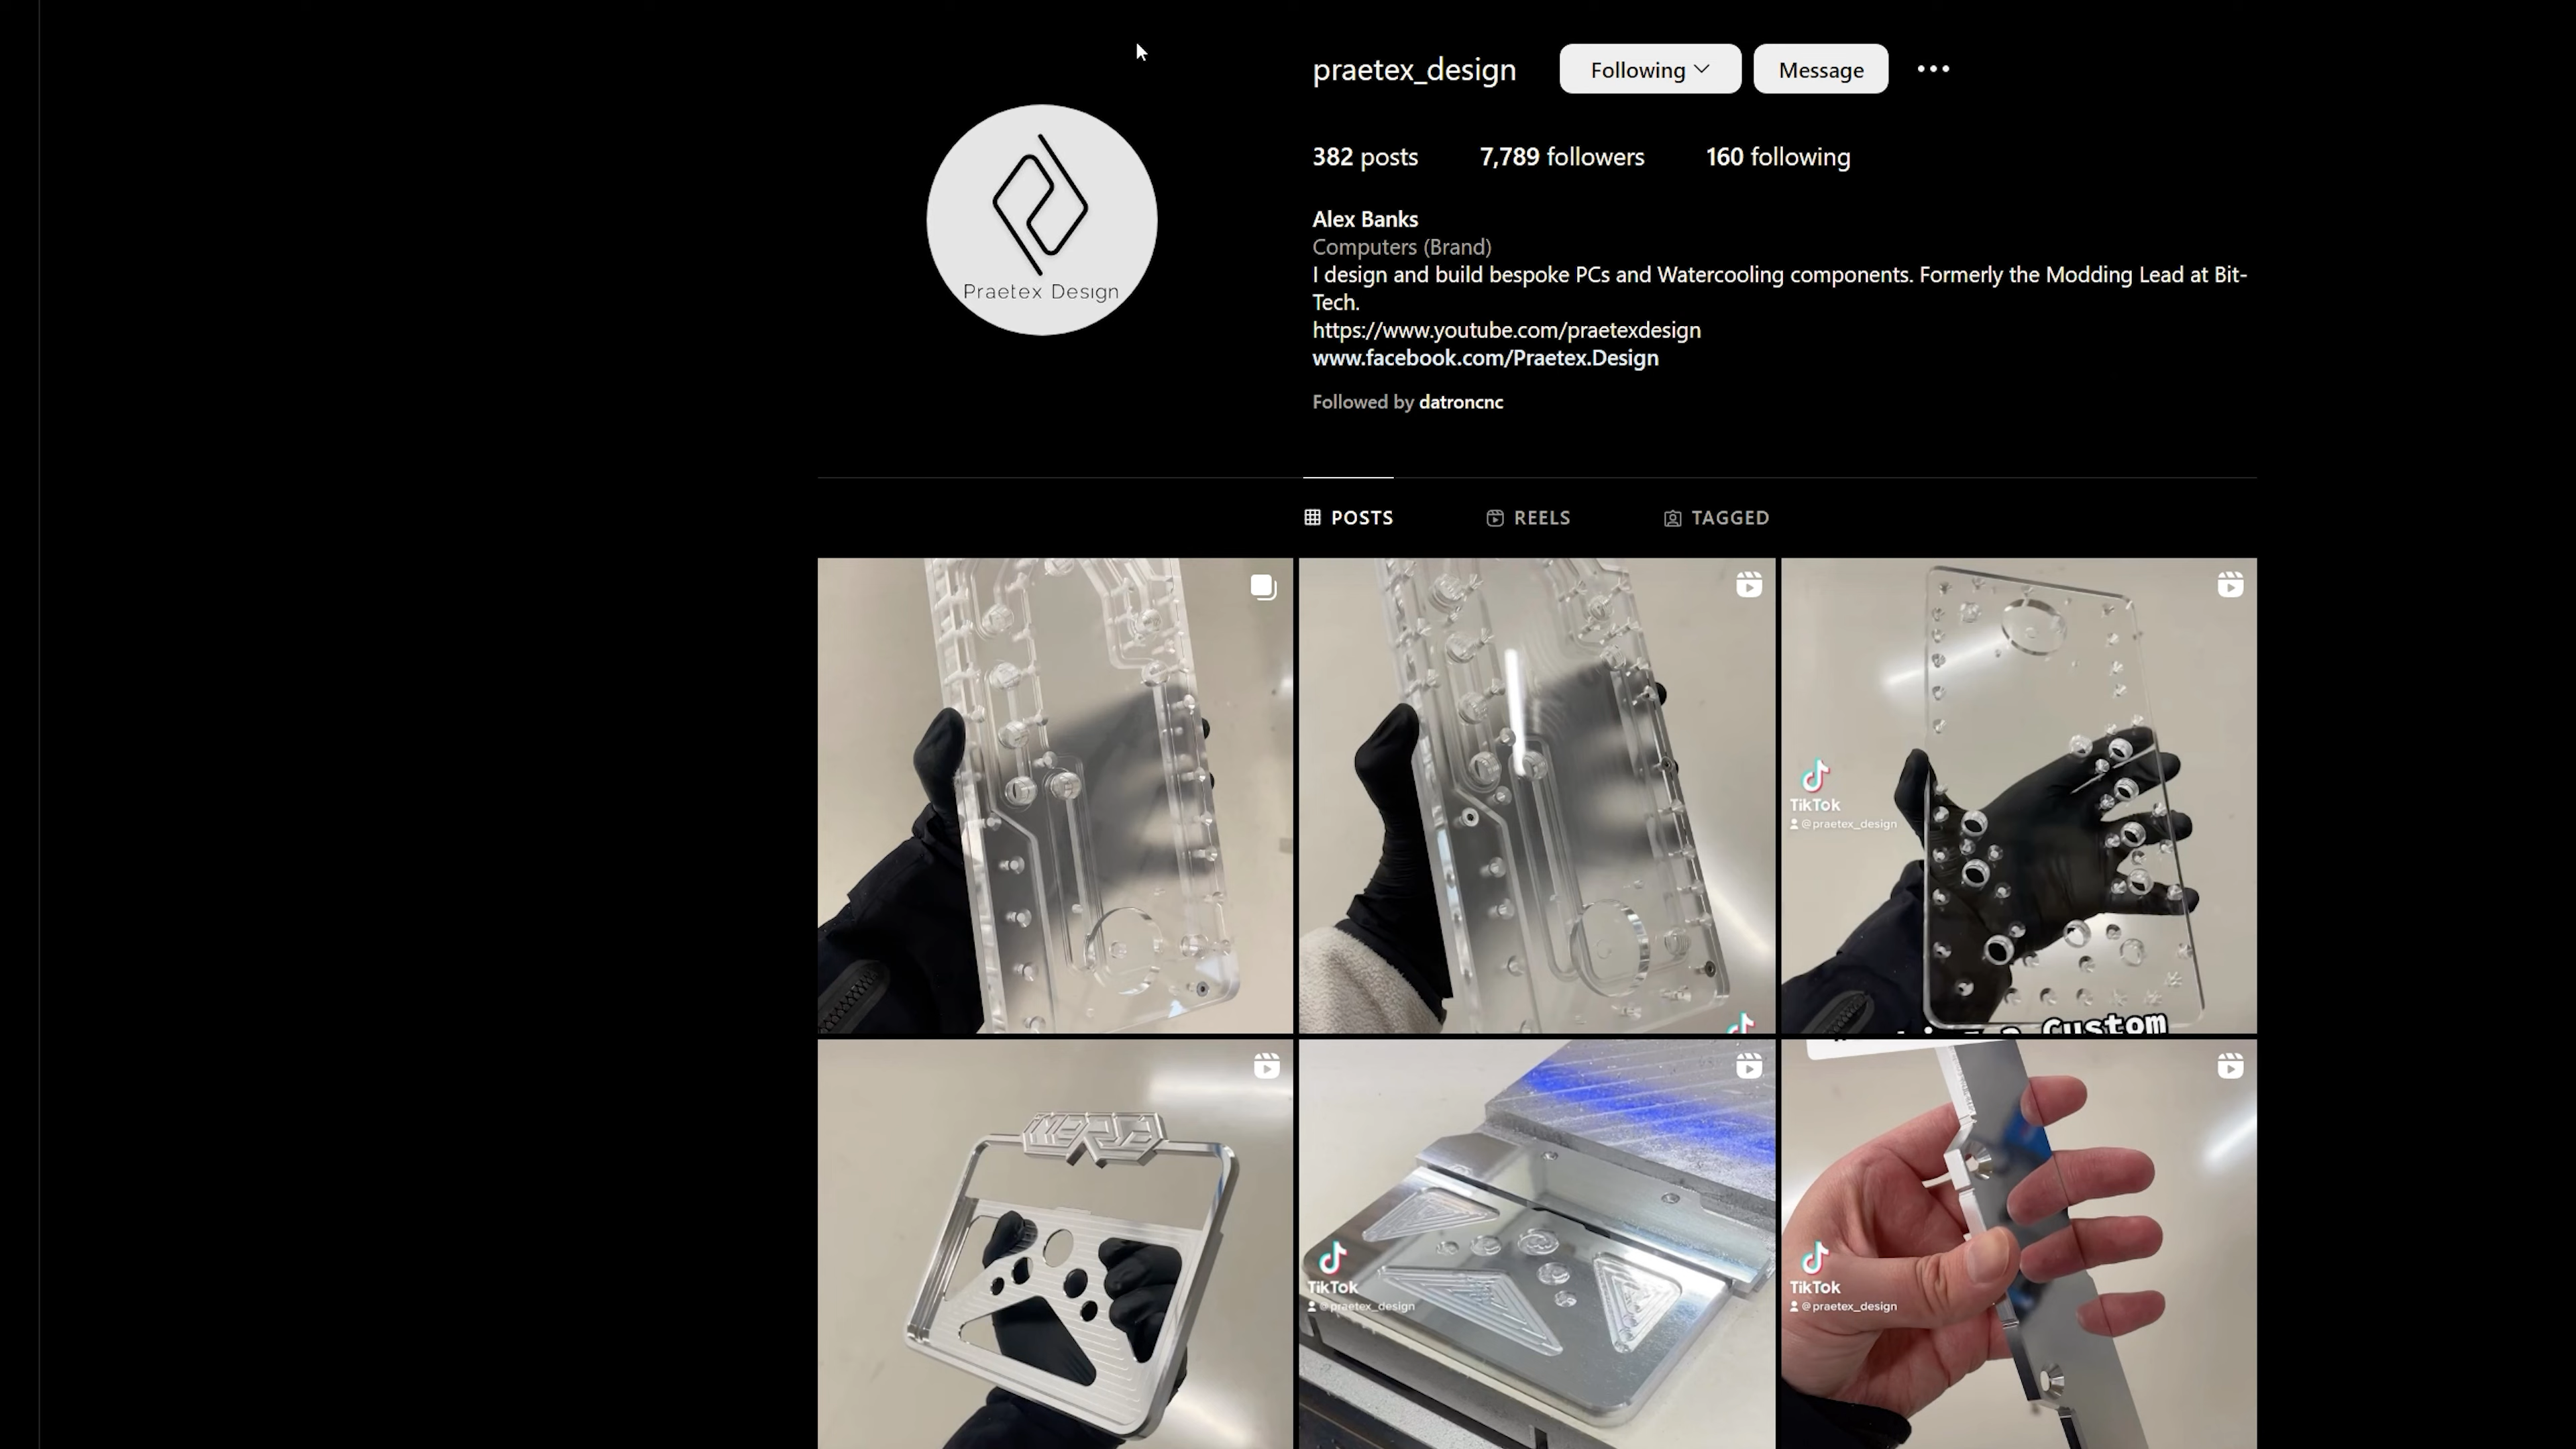 praetex_design
Following
Message
382 posts
7,789 followers
160 following
Praetex Design
Alex Banks
Computers (Brand)
I design and build bespoke PCs and Watercooling components. Formerly the Modding Lead at Bit-
Tech.
https://www.youtube.com/praetexdesign
www.facebook.com/Praetex.Design
Followed by datroncnc
POSTS
REELS
TAGGED
TikTok
@praetex_design
Custom
TikTok
@praetex_design
TikTok
@praetex_design